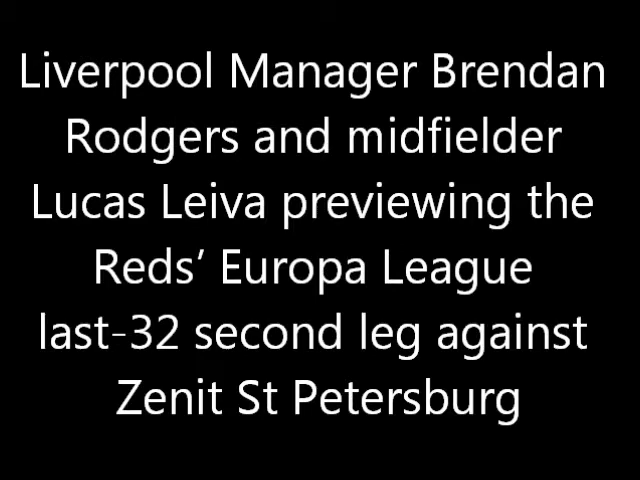 Liverpool Manager Brendan
Rodgers and midfielder
Lucas Leiva previewing the
Reds’ Europa League
last-32 second leg against
Zenit St Petersburg